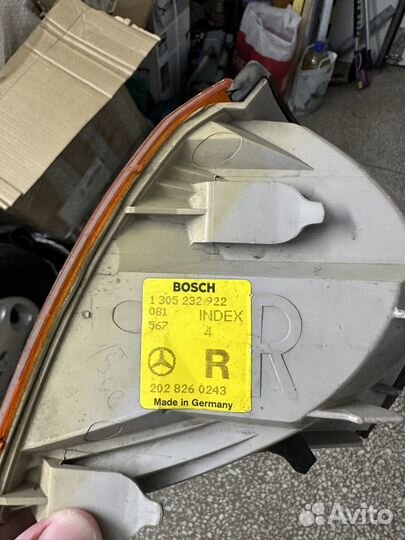 BOSCH
1 305 232 922
081 INDEX
567 4
R
202 826 0243
Made in Germany
R
Avito